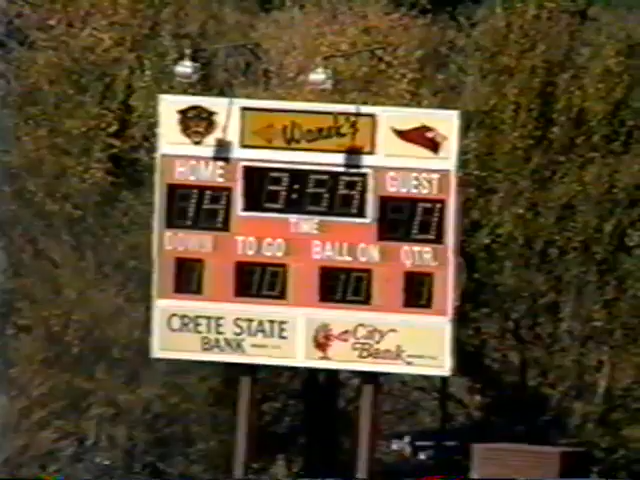 Wanek's
HOME 3:58 GUEST
14 0
TIME
DOWN TO GO BALL ON QTR.
1 10 10 1
CRETE STATE
BANK
City
Bank